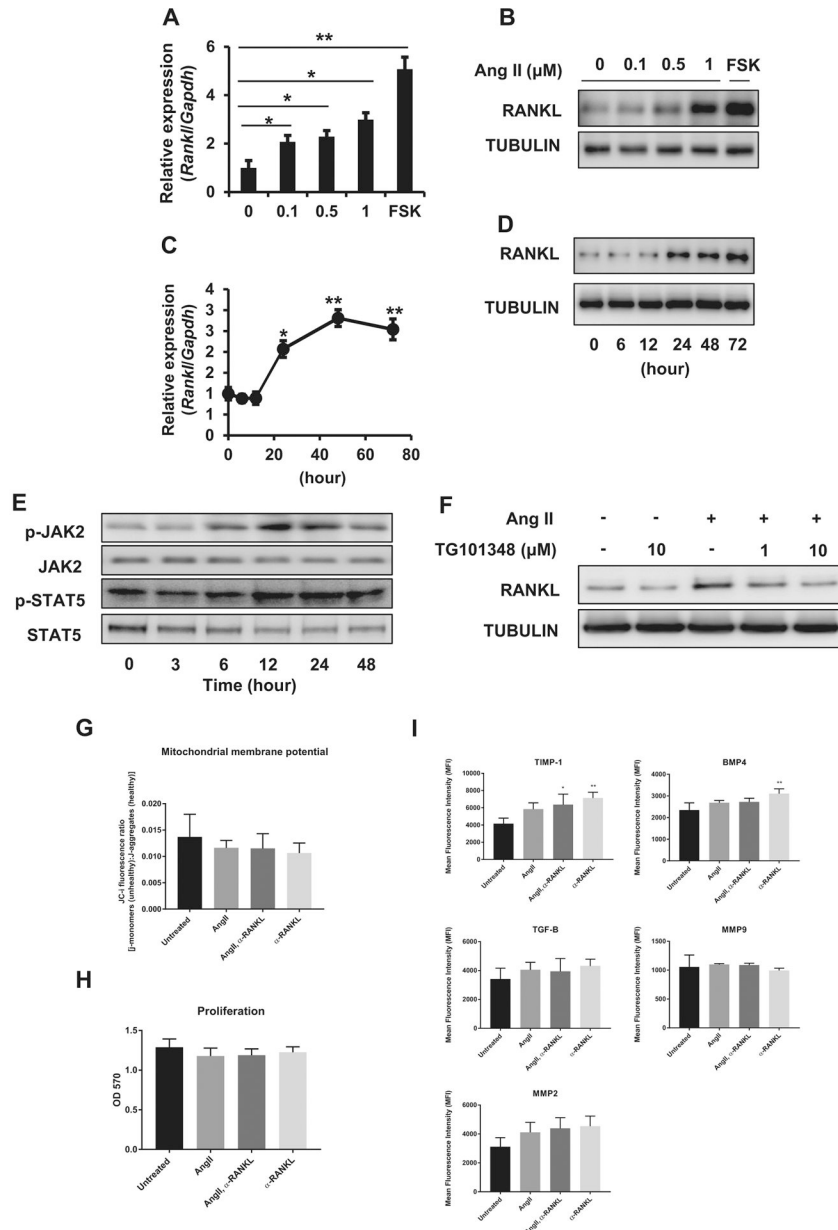 A
Relative expression
(Rankl/Gapdh)
6
4
2
0
**
*
*
*
0 0.1 0.5 1 FSK
B
Ang II (μM) 0 0.1 0.5 1 FSK
RANKL
TUBULIN
C
Relative expression
(Rankl/Gapdh)
4
3
3
2
2
1
1
0
*
**
**
0 20 40 60 80
(hour)
D
RANKL
TUBULIN
0 6 12 24 48 72
(hour)
E
p-JAK2
JAK2
p-STAT5
STAT5
0 3 6 12 24 48
Time (hour)
F
Ang II - - + + +
TG101348 (μM) - 10 - 1 10
RANKL
TUBULIN
G
Mitochondrial membrane potential
JC-i fluorescence ratio
[j-monomers (unhealthy):J-aggregates (healthy)]
0.020
0.015
0.010
0.005
0.000
Untreated
AngII
AngII, α-RANKL
α-RANKL
H
Proliferation
OD 570
1.5
1.0
0.5
0.0
Untreated
AngII
AngII, α-RANKL
α-RANKL
I
TIMP-1
Mean Fluorescence Intensity (MFI)
10000
8000
6000
4000
2000
0
*
**
Untreated
AngII
AngII, α-RANKL
α-RANKL
BMP4
Mean Fluorescence Intensity (MFI)
4000
3000
2000
1000
0
**
Untreated
AngII
AngII, α-RANKL
α-RANKL
TGF-B
Mean Fluorescence Intensity (MFI)
6000
4000
2000
0
Untreated
AngII
AngII, α-RANKL
α-RANKL
MMP9
Mean Fluorescence Intensity (MFI)
1500
1000
500
0
Untreated
AngII
AngII, α-RANKL
α-RANKL
MMP2
Mean Fluorescence Intensity (MFI)
6000
4000
2000
0
Untreated
AngII
AngII, α-RANKL
α-RANKL